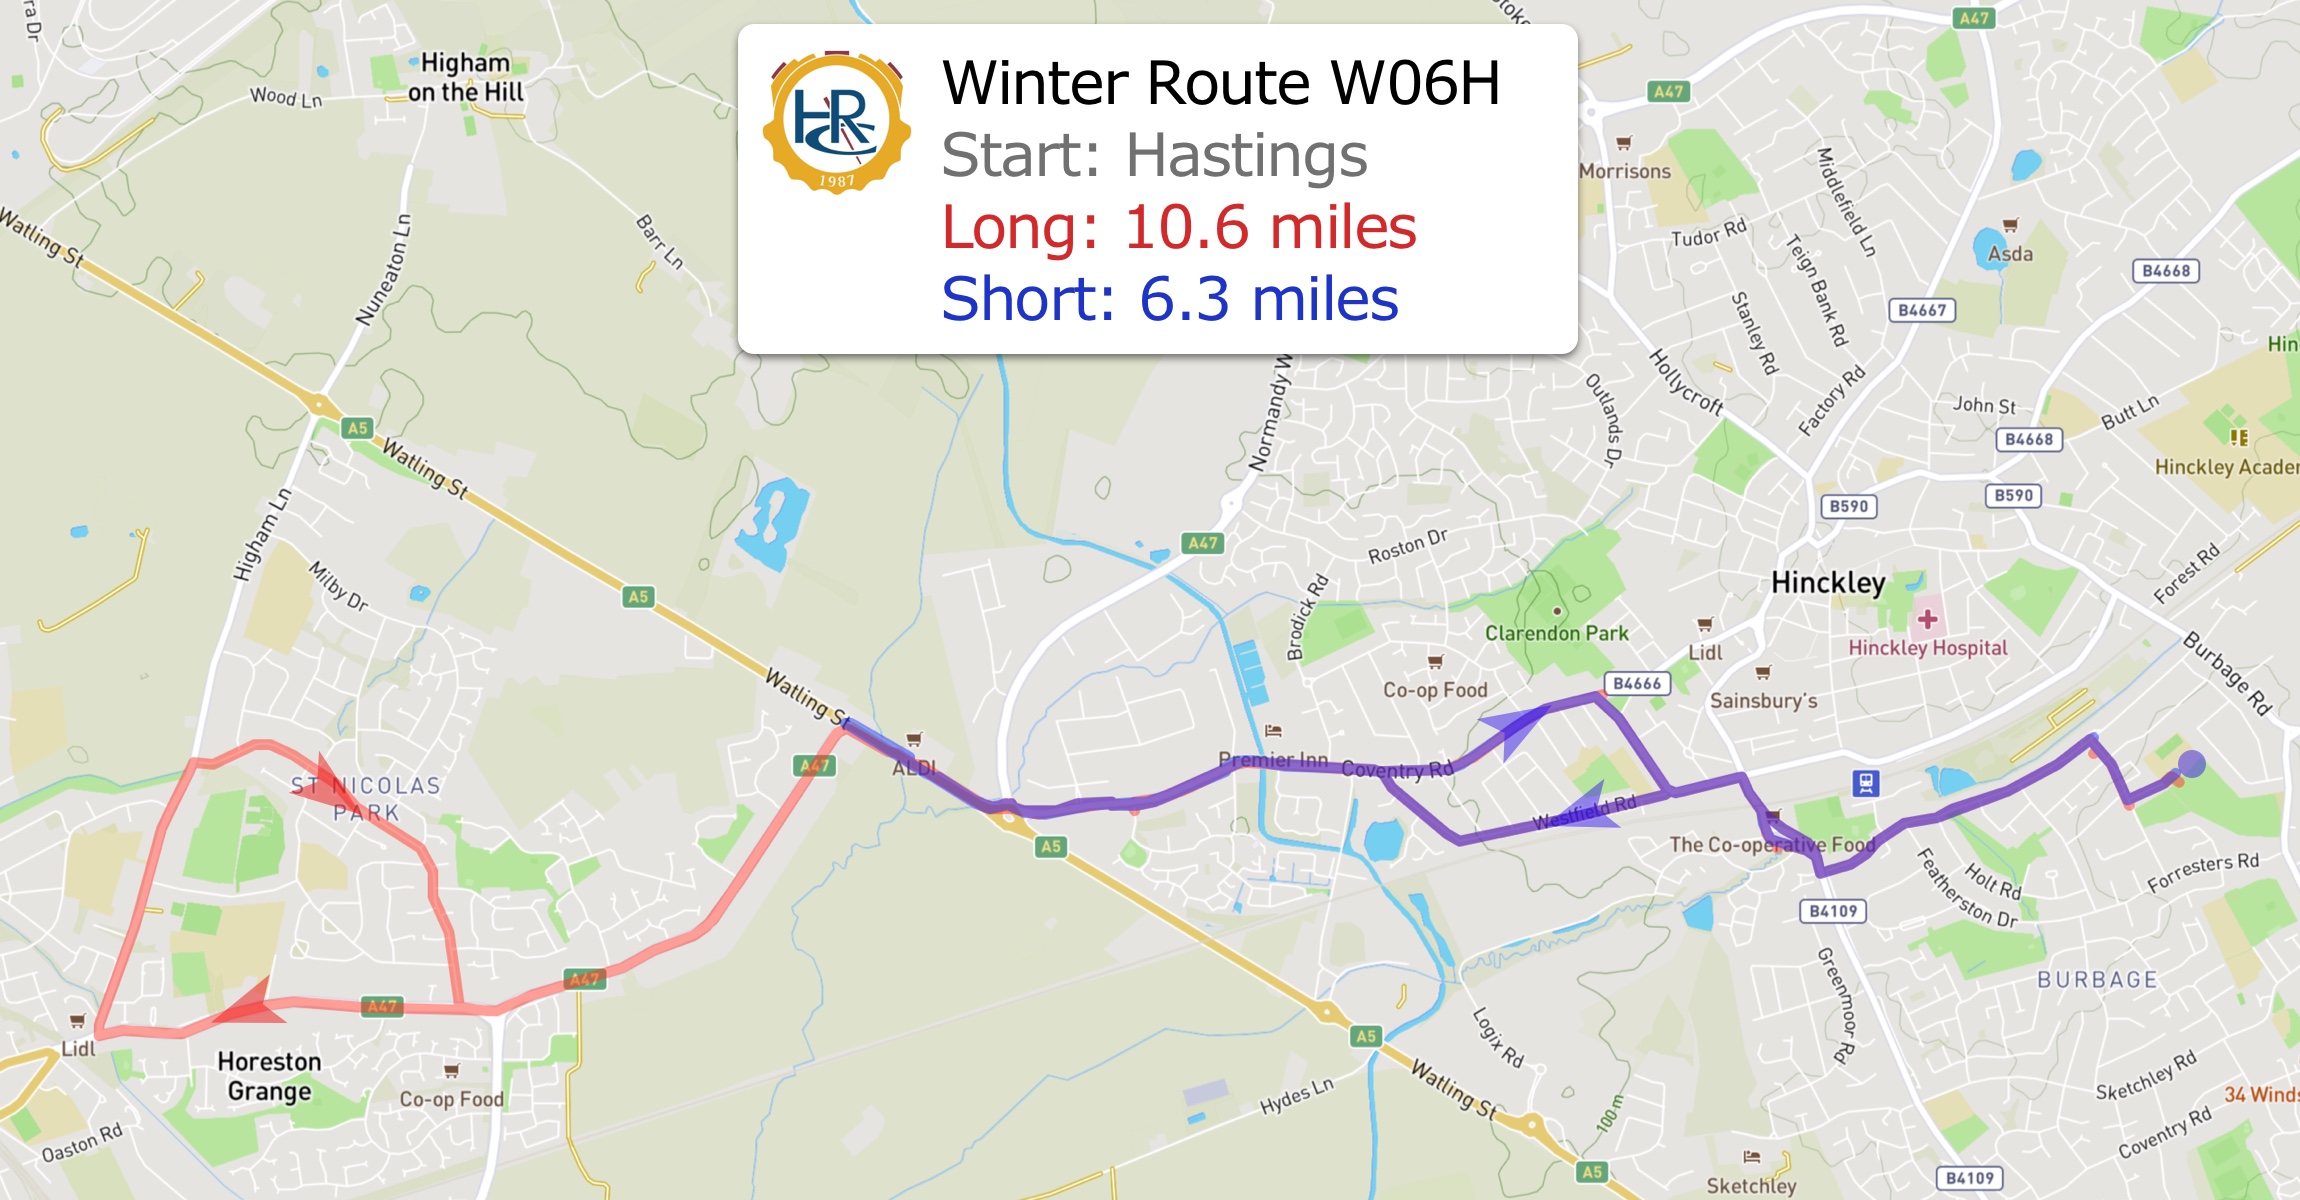 Winter Route W06H
Start: Hastings
Long: 10.6 miles
Short: 6.3 miles
HR
1987
Higham
on the Hill
Wood Ln
Watling St
Nuneaton Ln
Barr Ln
A47
A47
Morrisons
Middlefield Ln
Tudor Rd
Teign Bank Rd
Asda
B4668
Stanley Rd
B4667
Hollycroft
Factory Rd
Outlands Dr
John St
Butt Ln
B4668
Hinckley Acader
Hin
Normandy W
A5
Watling St
Higham Ln
Milby Dr
A5
A47
Roston Dr
Brodick Rd
B590
B590
Hinckley
Forest Rd
Clarendon Park
Lidl
Hinckley Hospital
Burbage Rd
Co-op Food
B4666
Sainsbury's
Watling St
A47
ALDI
Premier Inn
Coventry Rd
Westfield Rd
ST NICOLAS
PARK
A5
The Co-operative Food
Holt Rd
Featherston Dr
Forresters Rd
B4109
BURBAGE
Greenmoor Rd
A47
A47
Lidl
Horeston
Grange
Co-op Food
Oaston Rd
A5
Logix Rd
Watling St
Hydes Ln
100 m
Sketchley Rd
34 Winds
Coventry Rd
A5
Sketchley
B4109